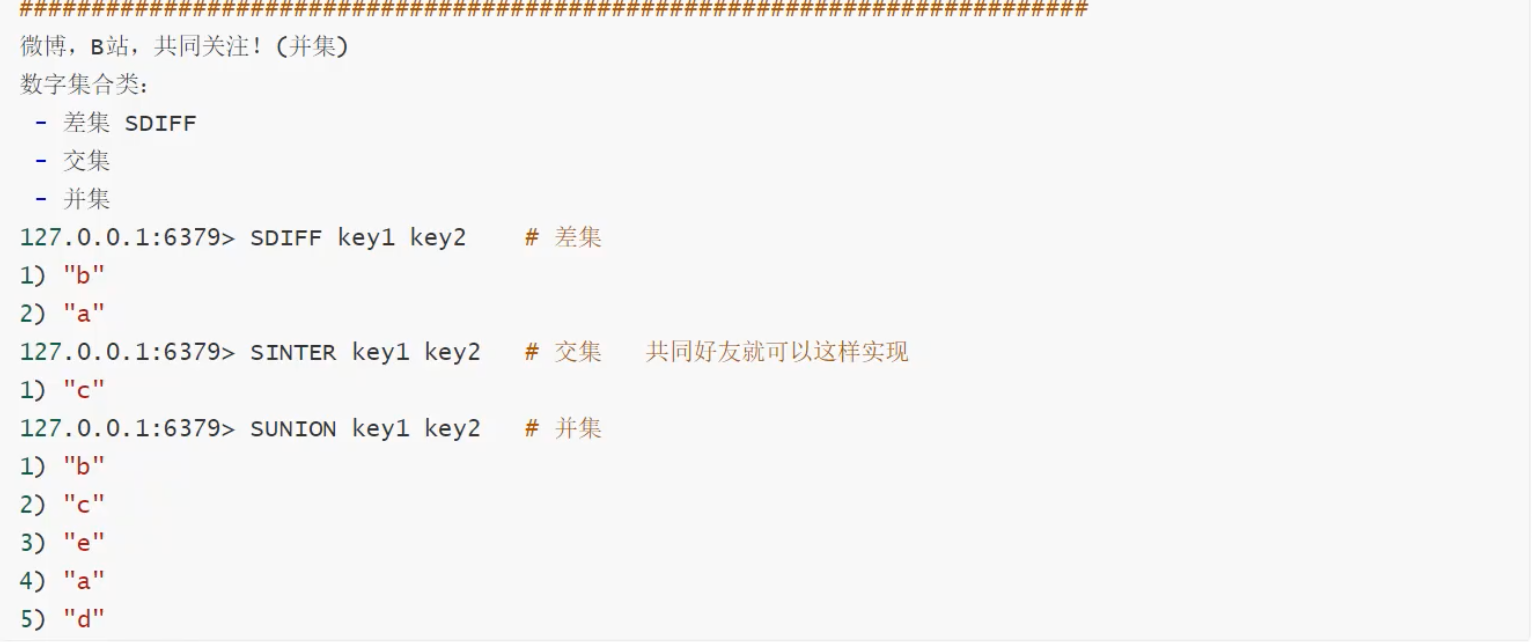 ##########################################################################
微博，B站，共同关注！(并集)
数字集合类：
- 差集 SDIFF
- 交集
- 并集
127.0.0.1:6379> SDIFF key1 key2    # 差集
1) "b"
2) "a"
127.0.0.1:6379> SINTER key1 key2   # 交集   共同好友就可以这样实现
1) "c"
127.0.0.1:6379> SUNION key1 key2   # 并集
1) "b"
2) "c"
3) "e"
4) "a"
5) "d"